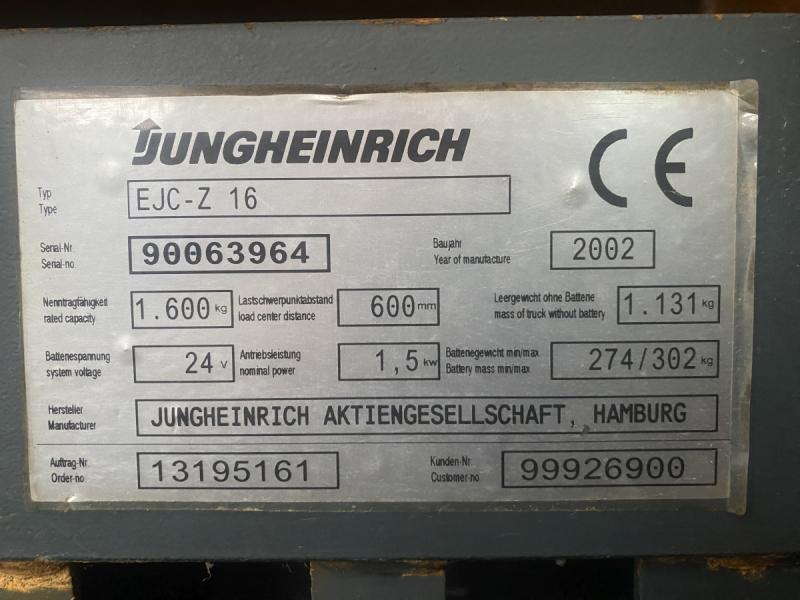 JUNGHEINRICH
CE
Typ
Type
EJC-Z 16
Serial-Nr.
Serial-no.
90063964
Baujahr
Year of manufacture
2002
Nenntragfähigkeit
rated capacity
1.600 kg
Lastschwerpunktabstand
load center distance
600 mm
Leergewicht ohne Batterie
mass of truck without battery
1.131 kg
Batteriespannung
system voltage
24 v
Antriebsleistung
nominal power
1,5 kw
Batteriegewicht min/max
Battery mass min/max
274/302 kg
Hersteller
Manufacturer
JUNGHEINRICH AKTIENGESELLSCHAFT, HAMBURG
Auftrag-Nr.
Order-no.
13195161
Kunden-Nr.
Customer-no.
99926900